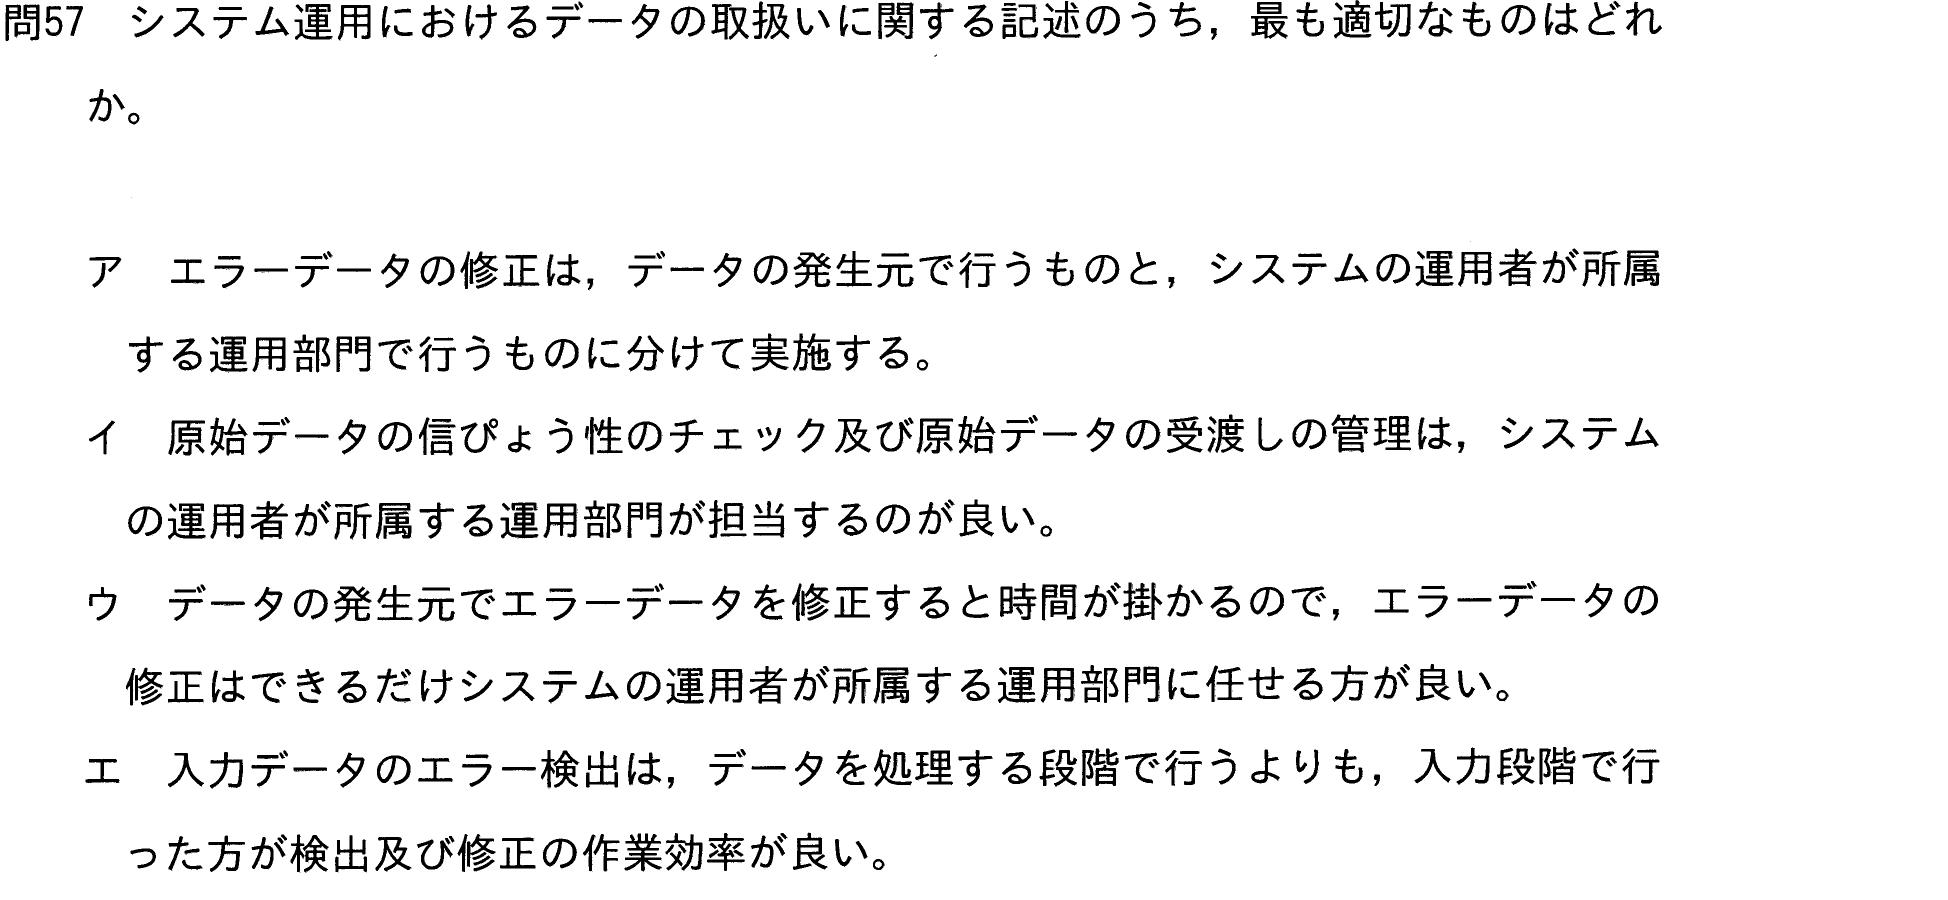 問57　システム運用におけるデータの取扱いに関する記述のうち，最も適切なものはどれ
か。
ア　エラーデータの修正は，データの発生元で行うものと，システムの運用者が所属
する運用部門で行うものに分けて実施する。
イ　原始データの信ぴょう性のチェック及び原始データの受渡しの管理は，システム
の運用者が所属する運用部門が担当するのが良い。
ウ　データの発生元でエラーデータを修正すると時間が掛かるので，エラーデータの
修正はできるだけシステムの運用者が所属する運用部門に任せる方が良い。
エ　入力データのエラー検出は，データを処理する段階で行うよりも，入力段階で行
った方が検出及び修正の作業効率が良い。